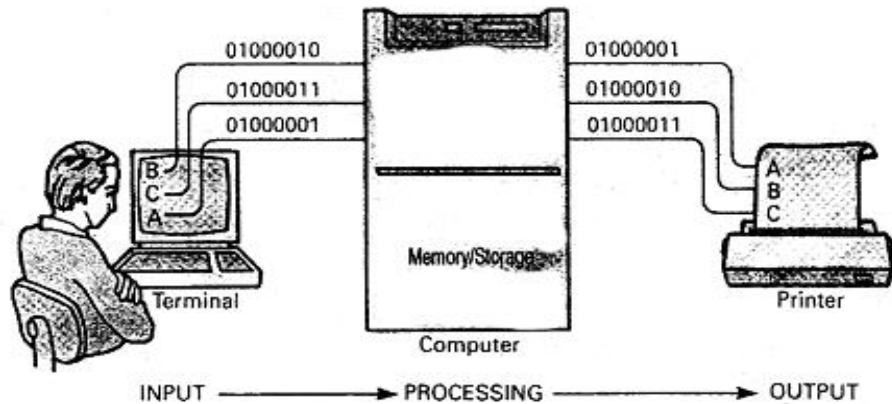 01000010
01000011
01000001
B
C
A
Terminal
Memory/Storage
Computer
01000001
01000010
01000011
A
B
C
Printer
INPUT PROCESSING OUTPUT